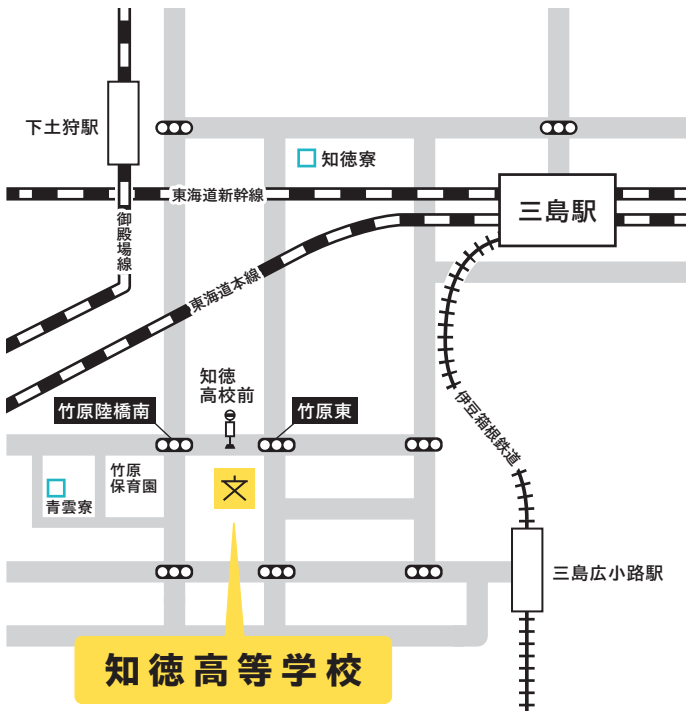 下土狩駅
知徳寮
東海道新幹線
三島駅
御殿場線
東海道本線
知徳
高校前
竹原陸橋南
竹原東
伊豆箱根鉄道
竹原
保育園
青雲寮
文
三島広小路駅
知徳高等学校